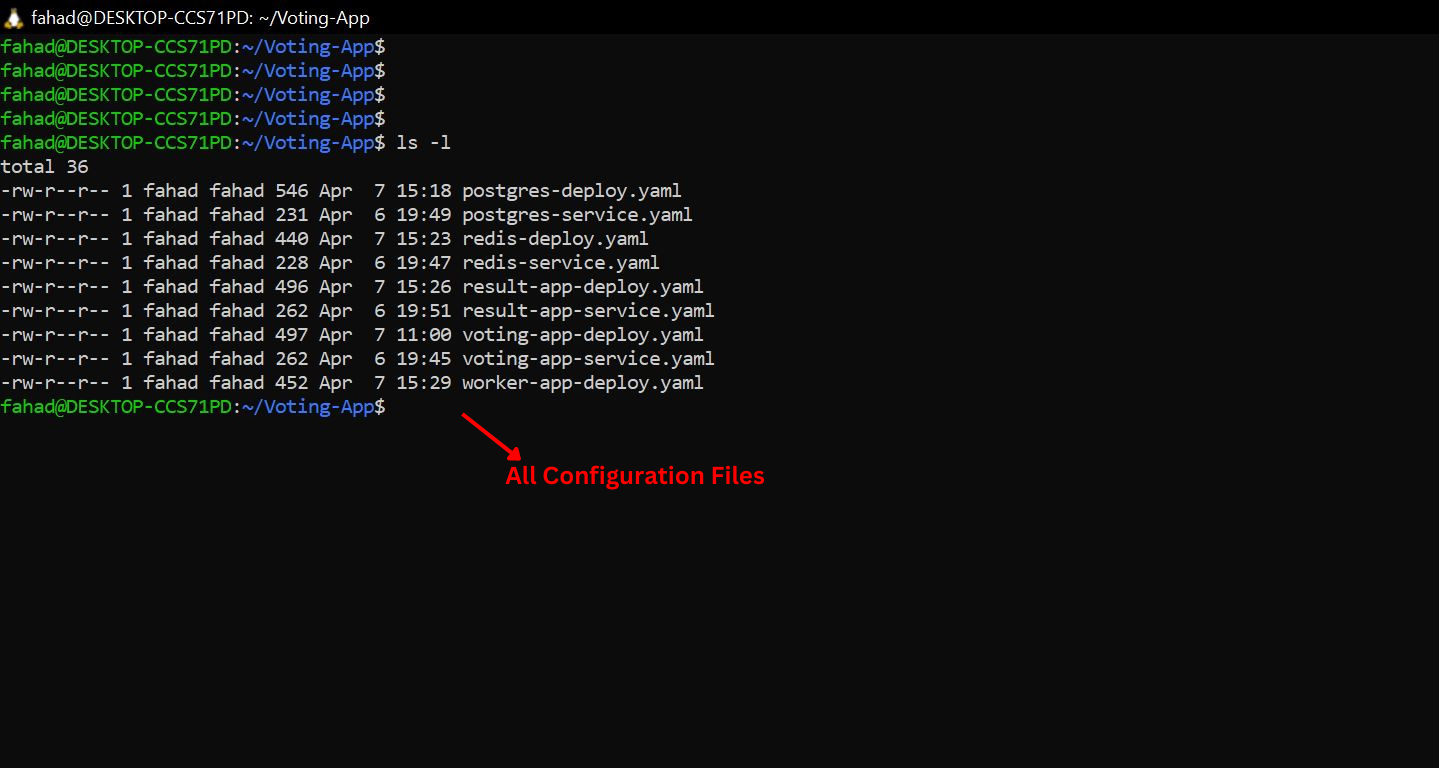 fahad@DESKTOP-CCS71PD: ~/Voting-App
fahad@DESKTOP-CCS71PD:~/Voting-App$
fahad@DESKTOP-CCS71PD:~/Voting-App$
fahad@DESKTOP-CCS71PD:~/Voting-App$
fahad@DESKTOP-CCS71PD:~/Voting-App$
fahad@DESKTOP-CCS71PD:~/Voting-App$ ls -l
total 36
-rw-r--r-- 1 fahad fahad 546 Apr  7 15:18 postgres-deploy.yaml
-rw-r--r-- 1 fahad fahad 231 Apr  6 19:49 postgres-service.yaml
-rw-r--r-- 1 fahad fahad 440 Apr  7 15:23 redis-deploy.yaml
-rw-r--r-- 1 fahad fahad 228 Apr  6 19:47 redis-service.yaml
-rw-r--r-- 1 fahad fahad 496 Apr  7 15:26 result-app-deploy.yaml
-rw-r--r-- 1 fahad fahad 262 Apr  6 19:51 result-app-service.yaml
-rw-r--r-- 1 fahad fahad 497 Apr  7 11:00 voting-app-deploy.yaml
-rw-r--r-- 1 fahad fahad 262 Apr  6 19:45 voting-app-service.yaml
-rw-r--r-- 1 fahad fahad 452 Apr  7 15:29 worker-app-deploy.yaml
fahad@DESKTOP-CCS71PD:~/Voting-App$
All Configuration Files